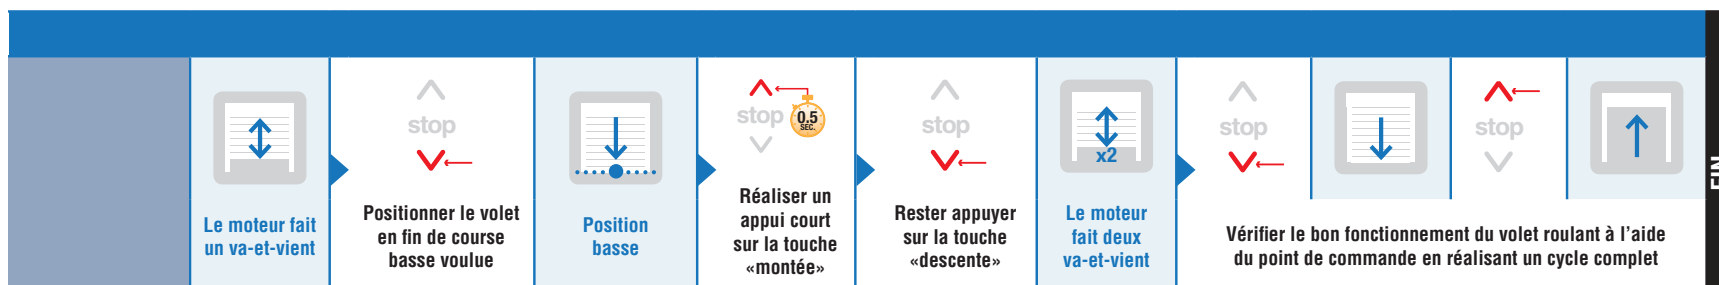 Le moteur fait
un va-et-vient
stop
Positionner le volet
en fin de course
basse voulue
Position
basse
stop
0.5
SEC.
Réaliser un
appui court
sur la touche
«montée»
stop
Rester appuyer
sur la touche
«descente»
x2
Le moteur
fait deux
va-et-vient
stop
stop
Vérifier le bon fonctionnement du volet roulant à l’aide
du point de commande en réalisant un cycle complet
FIN